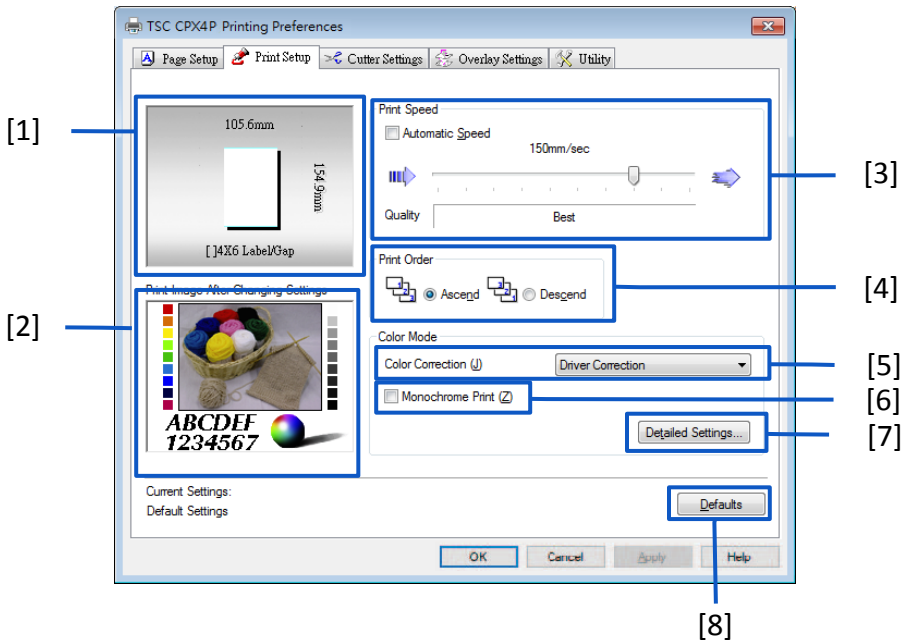 TSC CPX4P Printing Preferences
Page Setup
Print Setup
Cutter Settings
Overlay Settings
Utility
[1]
105.6mm
154.9mm
[ ]4X6 Label/Gap
[2]
Print Image After Changing Settings
ABCDEF
1234567
Print Speed
Automatic Speed
150mm/sec
Quality
Best
[3]
Print Order
Ascend
Descend
[4]
Color Mode
Color Correction (J)
Driver Correction
[5]
Monochrome Print (Z)
[6]
Detailed Settings...
[7]
Current Settings:
Default Settings
Defaults
OK
Cancel
Apply
Help
[8]